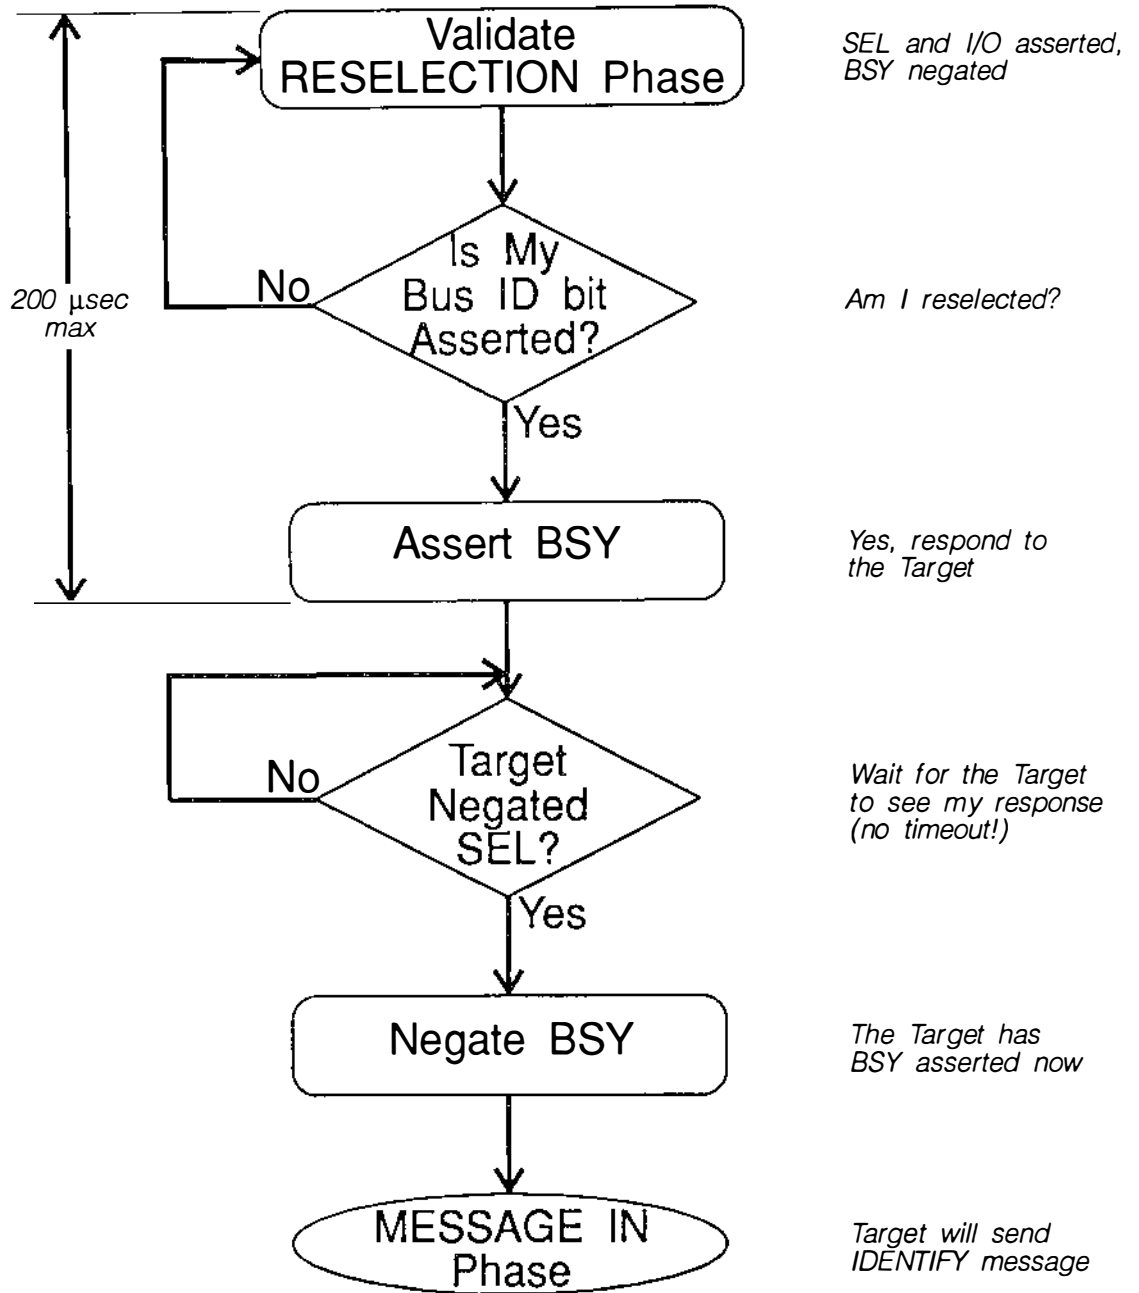 Validate
RESELECTION Phase
SEL and I/O asserted,
BSY negated
200 µsec
max
Is My
Bus ID bit
Asserted?
No
Am I reselected?
Yes
Assert BSY
Yes, respond to
the Target
Target
Negated
SEL?
No
Wait for the Target
to see my response
(no timeout!)
Yes
Negate BSY
The Target has
BSY asserted now
MESSAGE IN
Phase
Target will send
IDENTIFY message